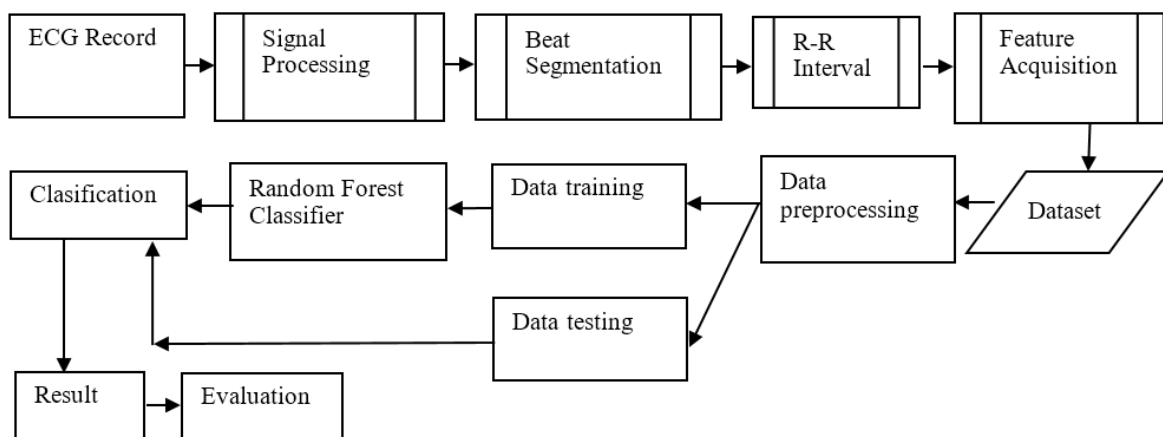 ECG Record
Signal
Processing
Beat
Segmentation
R-R
Interval
Feature
Acquisition
Clasification
Random Forest
Classifier
Data training
Data
preprocessing
Dataset
Data testing
Result
Evaluation